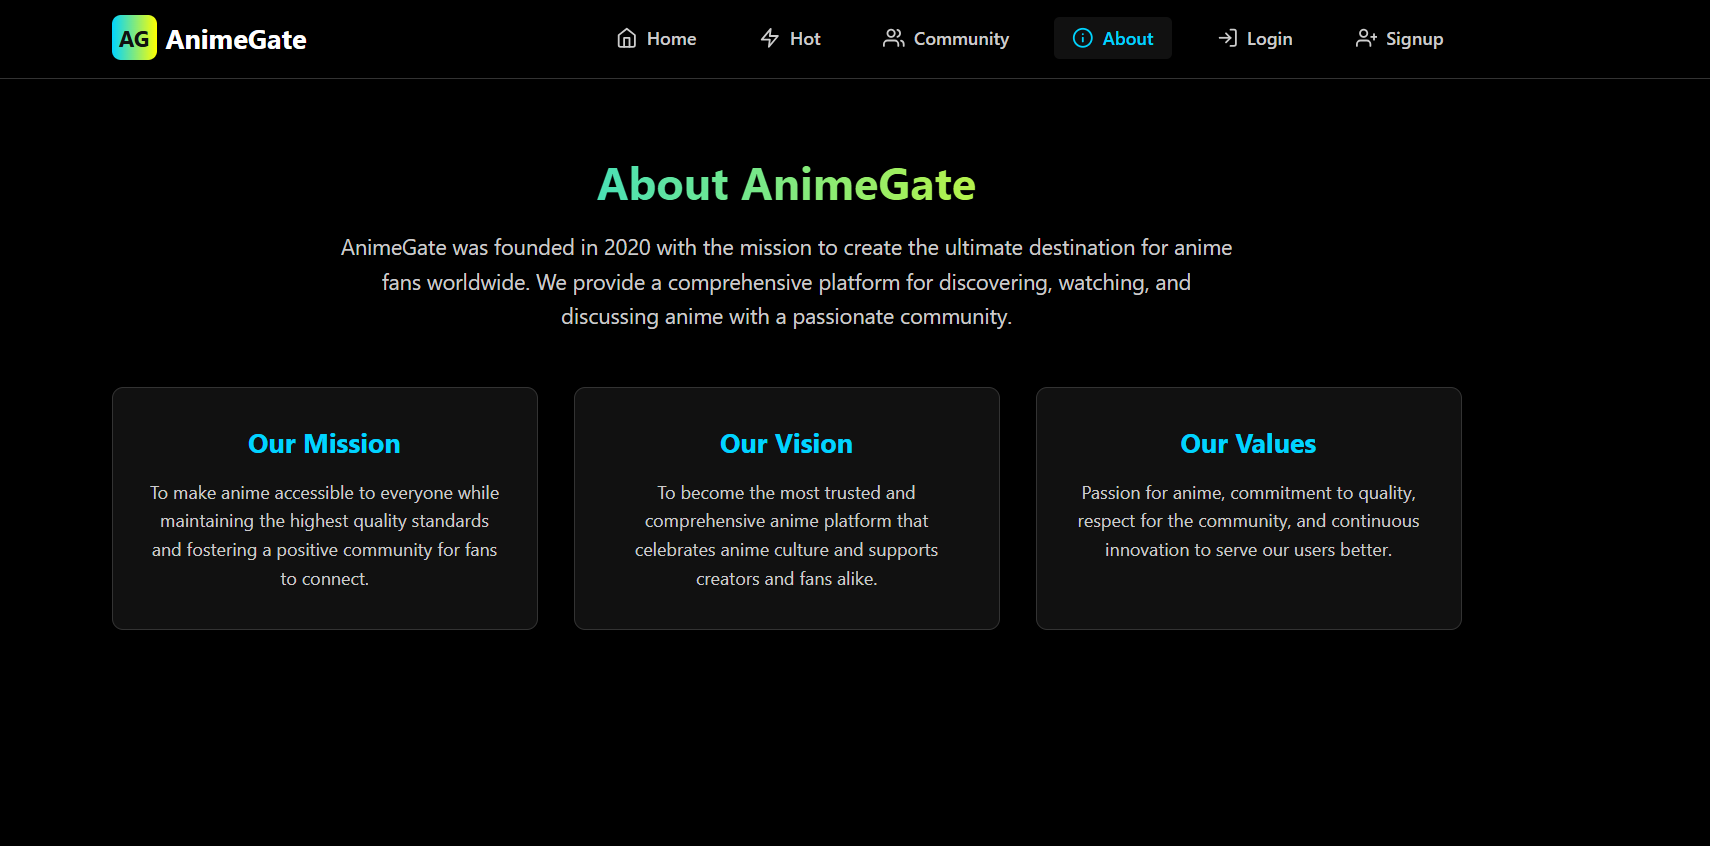 AG AnimeGate
Home Hot Community About Login Signup
About AnimeGate
AnimeGate was founded in 2020 with the mission to create the ultimate destination for anime
fans worldwide. We provide a comprehensive platform for discovering, watching, and
discussing anime with a passionate community.
Our Mission
To make anime accessible to everyone while
maintaining the highest quality standards
and fostering a positive community for fans
to connect.
Our Vision
To become the most trusted and
comprehensive anime platform that
celebrates anime culture and supports
creators and fans alike.
Our Values
Passion for anime, commitment to quality,
respect for the community, and continuous
innovation to serve our users better.